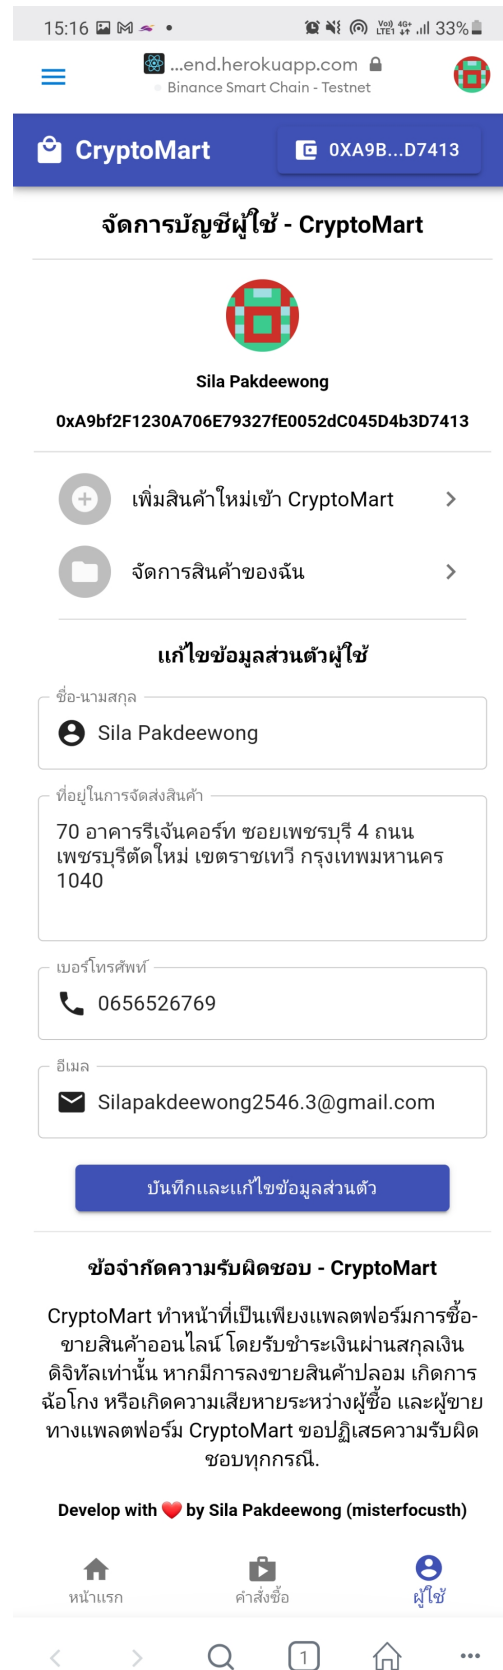 15:16
Vo)) 4G+
LTE1
33%
...end.herokuapp.com
Binance Smart Chain - Testnet
CryptoMart
0XA9B...D7413
จัดการบัญชีผู้ใช้ - CryptoMart
Sila Pakdeewong
0xA9bf2F1230A706E79327fE0052dC045D4b3D7413
เพิ่มสินค้าใหม่เข้า CryptoMart
จัดการสินค้าของฉัน
แก้ไขข้อมูลส่วนตัวผู้ใช้
ชื่อ-นามสกุล
Sila Pakdeewong
ที่อยู่ในการจัดส่งสินค้า
70 อาคารรีเจ้นคอร์ท ซอยเพชรบุรี 4 ถนน
เพชรบุรีตัดใหม่ เขตราชเทวี กรุงเทพมหานคร
1040
เบอร์โทรศัพท์
0656526769
อีเมล
Silapakdeewong2546.3@gmail.com
บันทึกและแก้ไขข้อมูลส่วนตัว
ข้อจำกัดความรับผิดชอบ - CryptoMart
CryptoMart ทำหน้าที่เป็นเพียงแพลตฟอร์มการซื้อ-
ขายสินค้าออนไลน์ โดยรับชำระเงินผ่านสกุลเงิน
ดิจิทัลเท่านั้น หากมีการลงขายสินค้าปลอม เกิดการ
ฉ้อโกง หรือเกิดความเสียหายระหว่างผู้ซื้อ และผู้ขาย
ทางแพลตฟอร์ม CryptoMart ขอปฏิเสธความรับผิด
ชอบทุกกรณี.
Develop with ❤️ by Sila Pakdeewong (misterfocusth)
หน้าแรก
คำสั่งซื้อ
ผู้ใช้
1